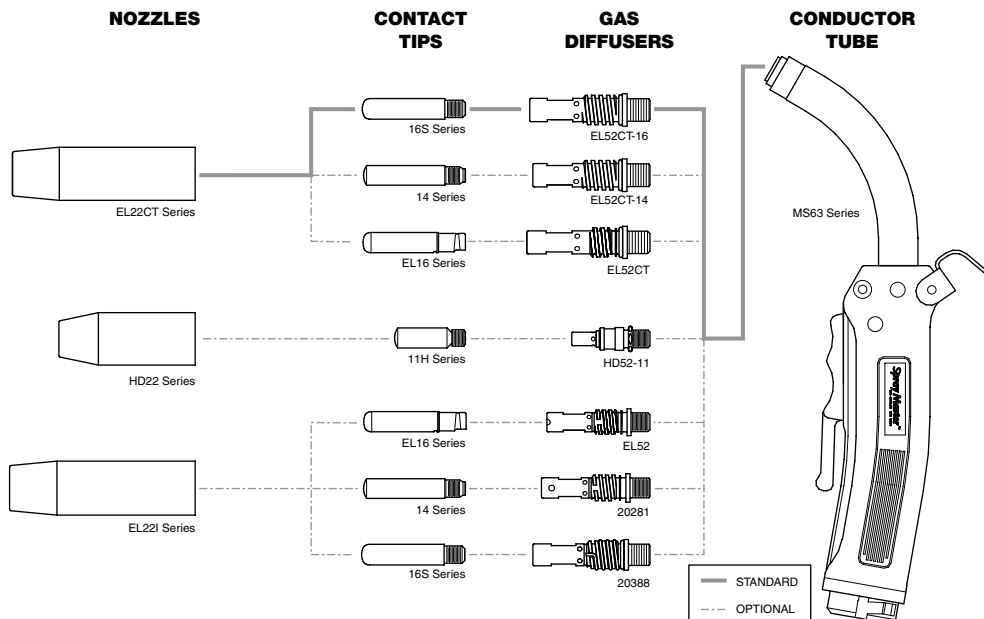 NOZZLES
CONTACT
TIPS
GAS
DIFFUSERS
CONDUCTOR
TUBE
16S Series
EL52CT-16
EL22CT Series
14 Series
EL52CT-14
MS63 Series
EL16 Series
EL52CT
HD22 Series
11H Series
HD52-11
Spray Master
EL16 Series
EL52
EL22I Series
14 Series
20281
16S Series
20388
STANDARD
OPTIONAL